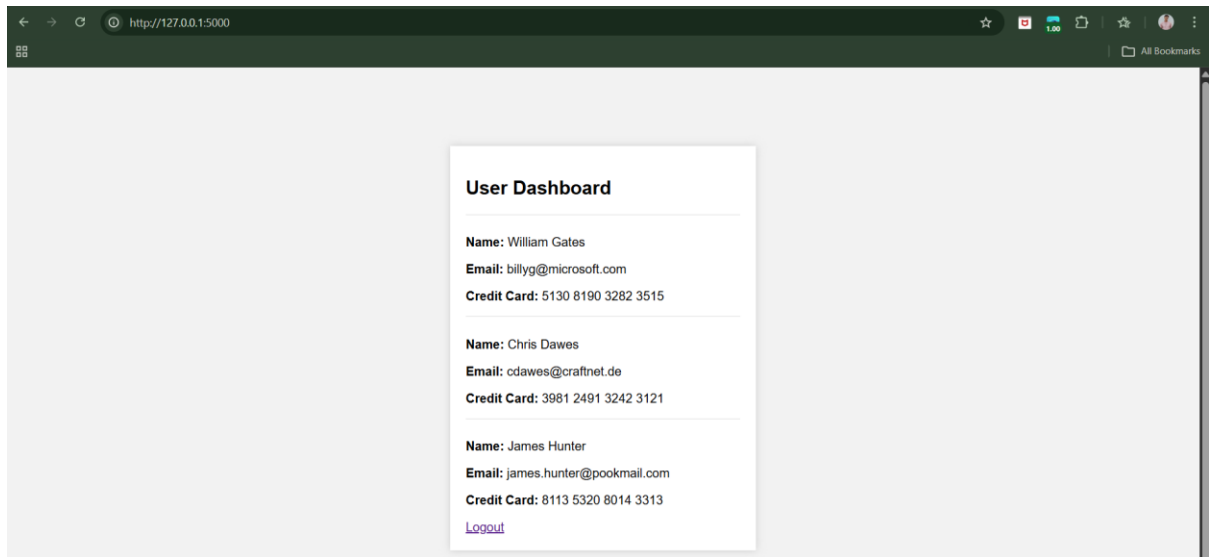 http://127.0.0.1:5000
1.00
All Bookmarks
User Dashboard
Name: William Gates
Email: billyg@microsoft.com
Credit Card: 5130 8190 3282 3515
Name: Chris Dawes
Email: cdawes@craftnet.de
Credit Card: 3981 2491 3242 3121
Name: James Hunter
Email: james.hunter@pookmail.com
Credit Card: 8113 5320 8014 3313
Logout